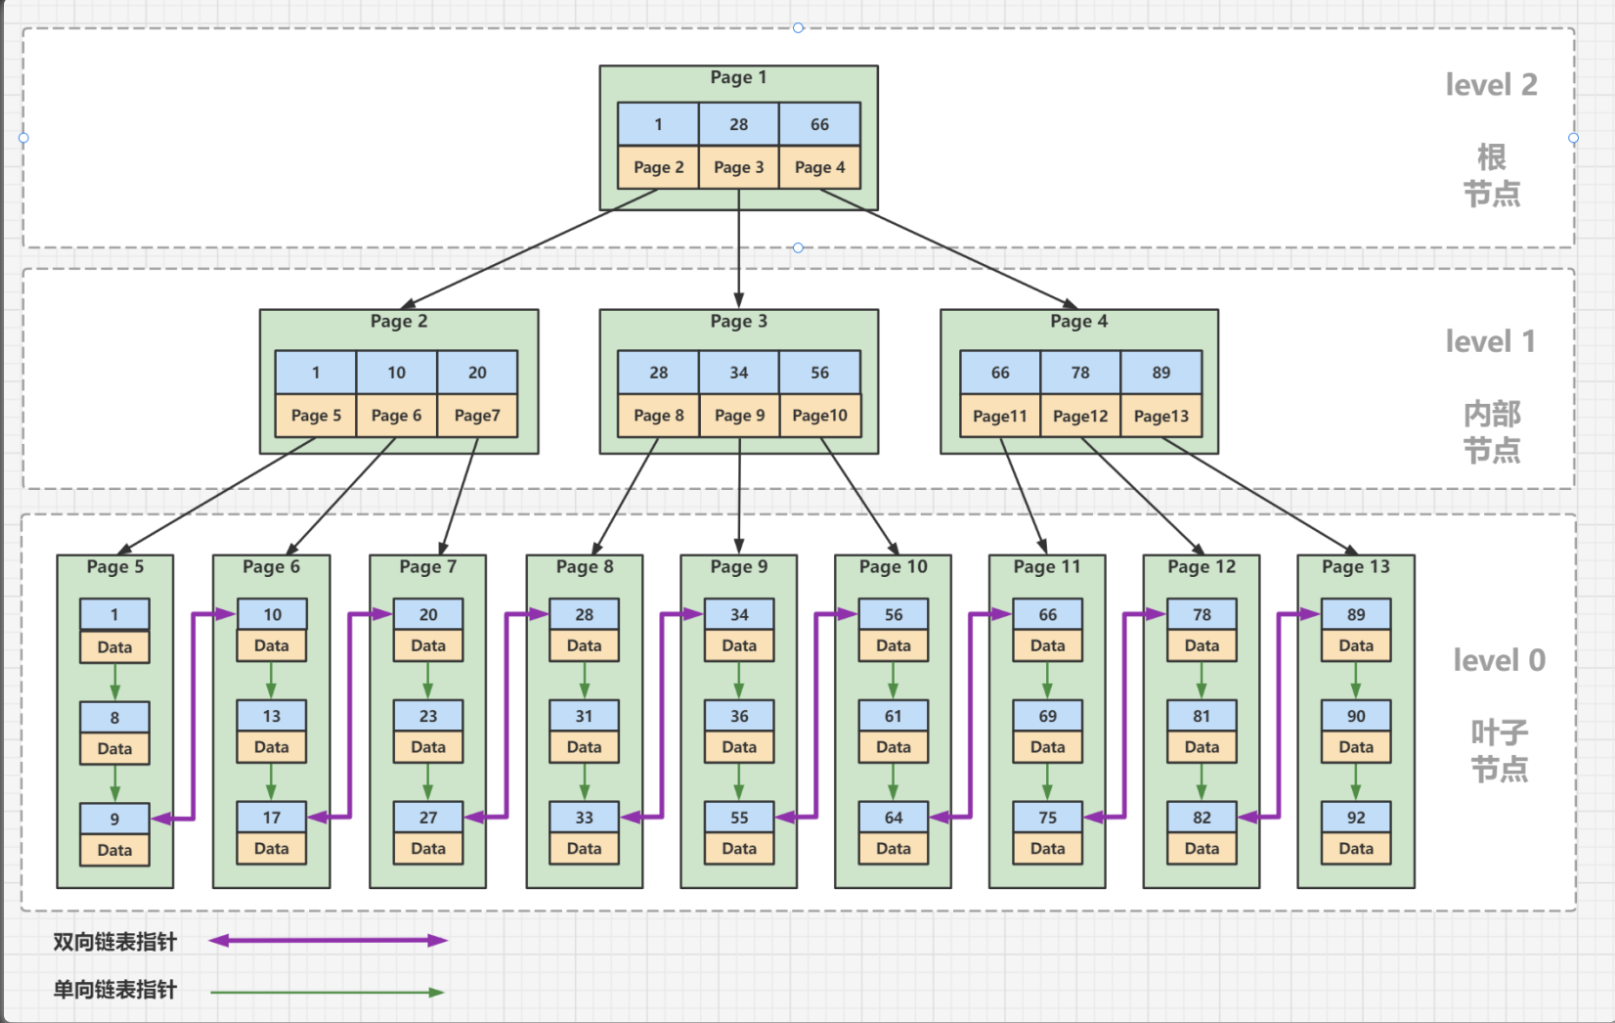 Page 1
1 28 66
Page 2 Page 3 Page 4
level 2
根
节点
Page 2 Page 3 Page 4
1 10 20 28 34 56 66 78 89
Page 5 Page 6 Page7 Page 8 Page 9 Page10 Page11 Page12 Page13
level 1
内部
节点
Page 5 Page 6 Page 7 Page 8 Page 9 Page 10 Page 11 Page 12 Page 13
1 10 20 28 34 56 66 78 89
Data Data Data Data Data Data Data Data Data
8 13 23 31 36 61 69 81 90
Data Data Data Data Data Data Data Data Data
9 17 27 33 55 64 75 82 92
Data Data Data Data Data Data Data Data Data
level 0
叶子
节点
双向链表指针
单向链表指针